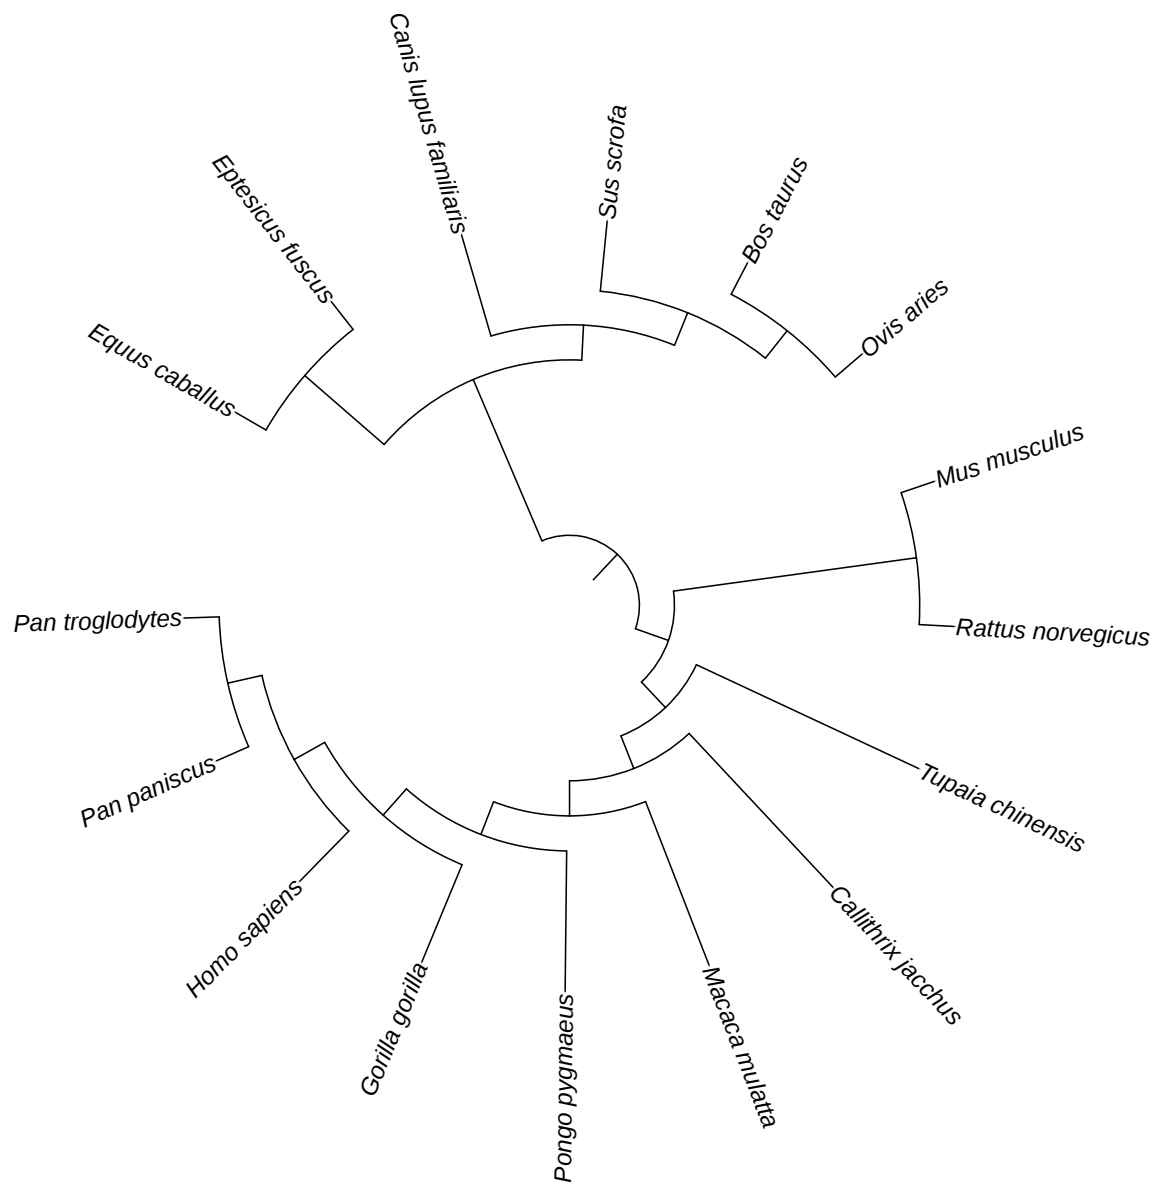 Canis lupus familiaris
Sus scrofa
Bos taurus
Eptesicus fuscus
Ovis aries
Equus caballus
Mus musculus
Pan troglodytes
Rattus norvegicus
Pan paniscus
Tupaia chinensis
Homo sapiens
Callithrix jacchus
Gorilla gorilla
Macaca mulatta
Pongo pygmaeus